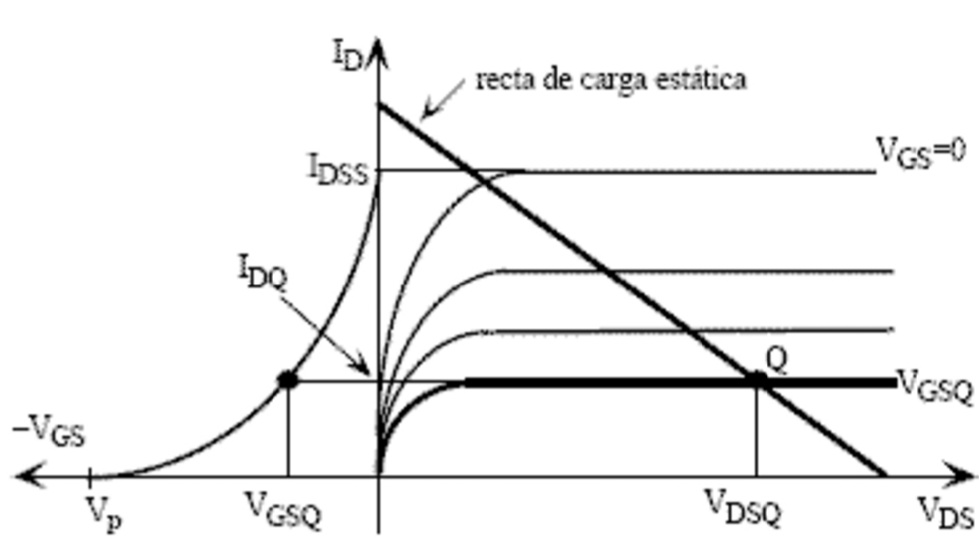 I_D
recta de carga estática
V_GS=0
I_DSS
I_DQ
Q
V_GSQ
–V_GS
V_p
V_GSQ
V_DSQ
V_DS